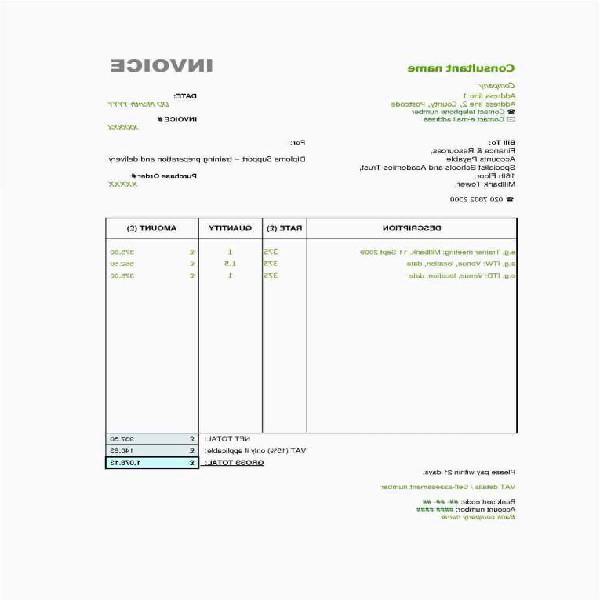 Consultant name
INVOICE
Company
Address line 1
DATE:
Address line 2, County, Postcode
DD Month YYYY
Contact telephone number
Contact e-mail address
INVOICE #
XXXXXX
Bill To:
For:
Finance & Resources,
Accounts Payable
Diploma Support – training preparation and delivery
Specialist Schools and Academies Trust,
16th Floor,
Purchase Order #
Millbank Tower,
XXXXX
020 7802 2300
DESCRIPTION RATE (£) QUANTITY AMOUNT (£)
e.g. Trainer meeting: Millbank, 11 Sept 2009 375 1 £ 375.00
e.g. ITW: Venue, location, date 375 1.5 £ 562.50
e.g. ITD: Venue, location, date 375 1 £ 375.00
NET TOTAL: £ 937.50
VAT (15%) only if applicable: £ 140.63
GROSS TOTAL: £ 1,078.13
Please pay within 21 days.
VAT details / Self-assessment number
Bank sort code: ##-##-##
Account number: #### ####
Bank company name